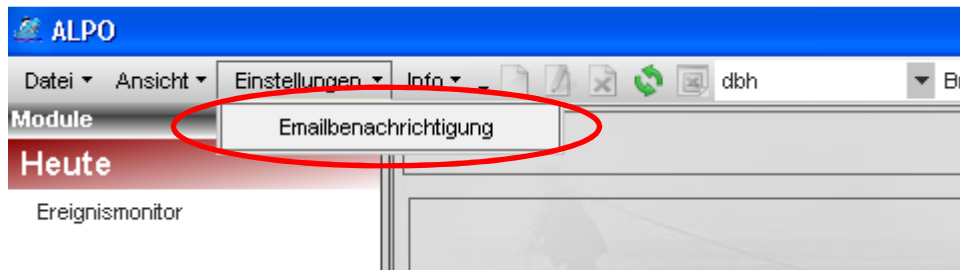 ALPO
Datei Ansicht Einstellungen Info dbh
Module Emailbenachrichtigung
Heute
Ereignismonitor